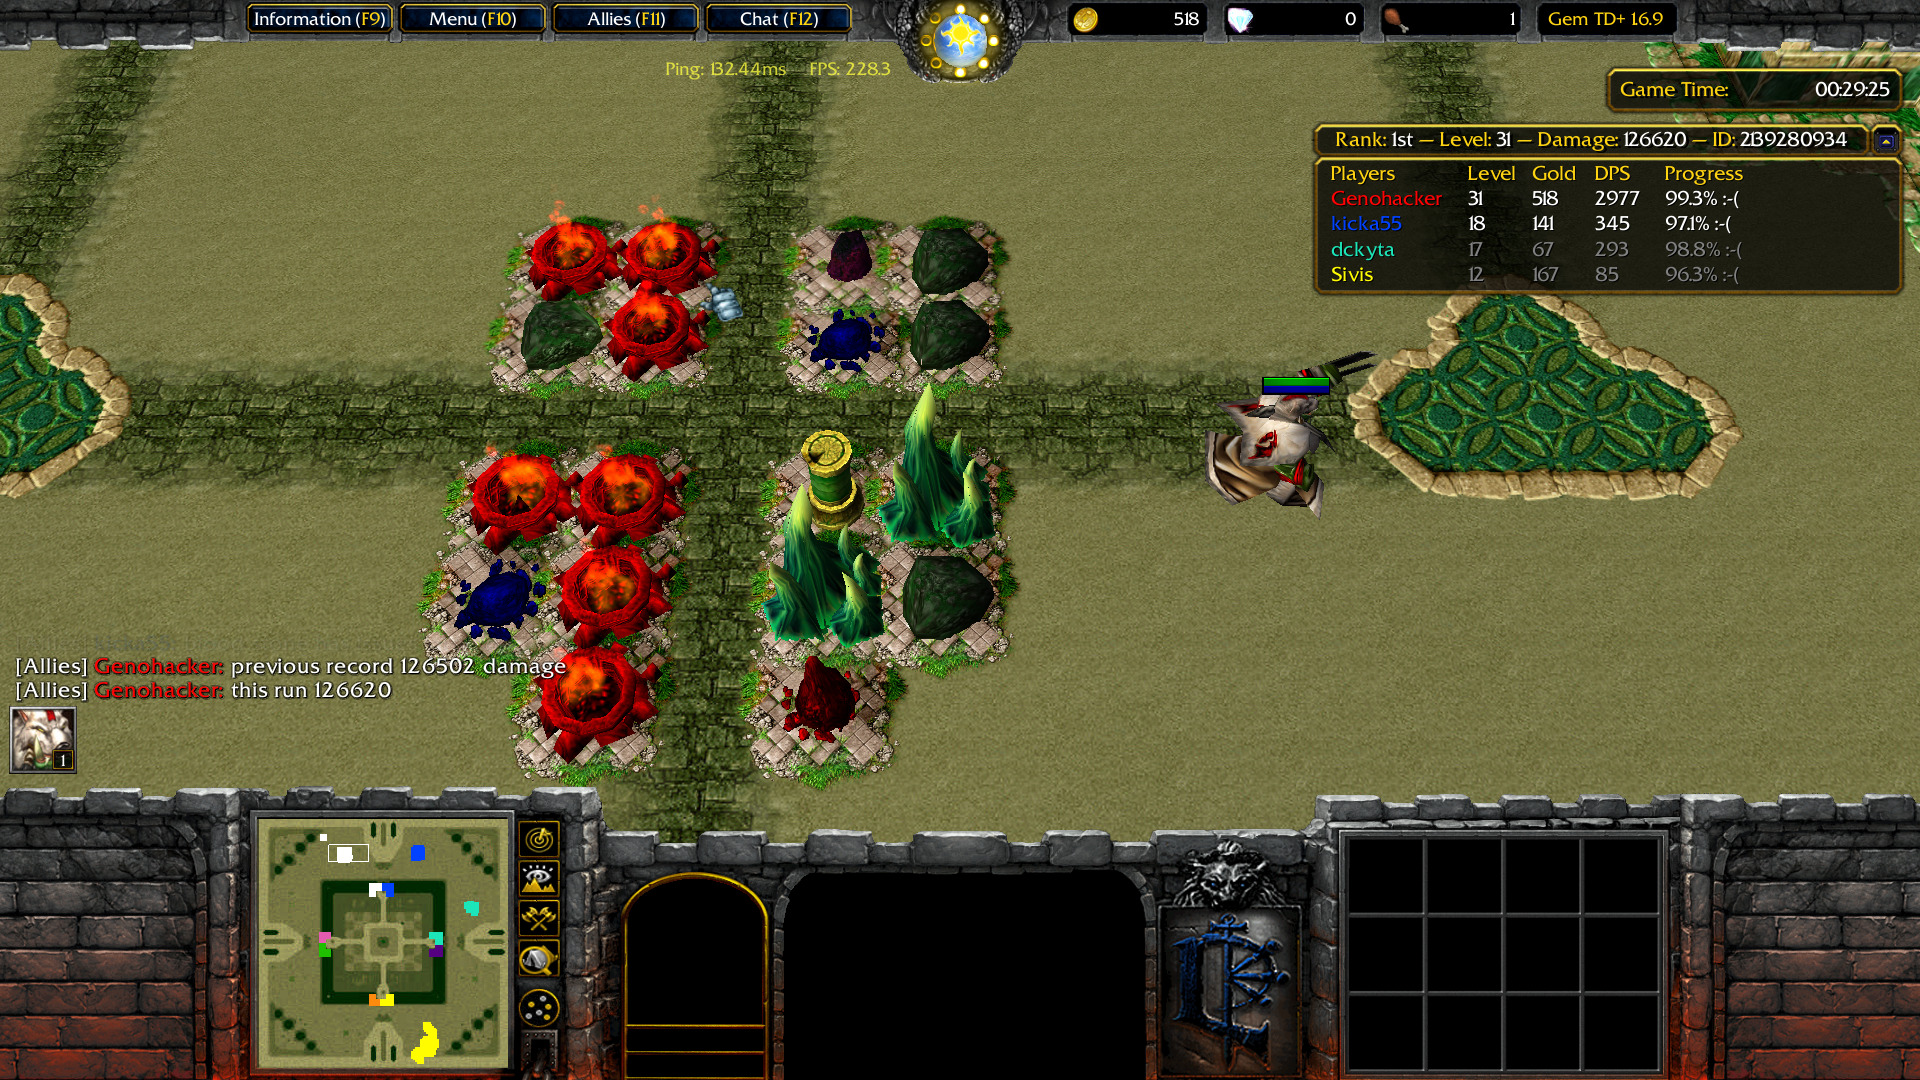 Information (F9) Menu (F10) Allies (F11) Chat (F12) 518 0 1 Gem TD+ 16.9
Ping: 132.44ms FPS: 228.3
Game Time: 00:29:25
Rank: 1st — Level: 31 — Damage: 126620 — ID: 2139280934
Players Level Gold DPS Progress
Genohacker 31 518 2977 99.3% :-(
kicka55 18 141 345 97.1% :-(
dckyta 17 67 293 98.8% :-(
Sivis 12 167 85 96.3% :-(
[Allies] Genohacker: previous record 126502 damage
[Allies] Genohacker: this run 126620
1